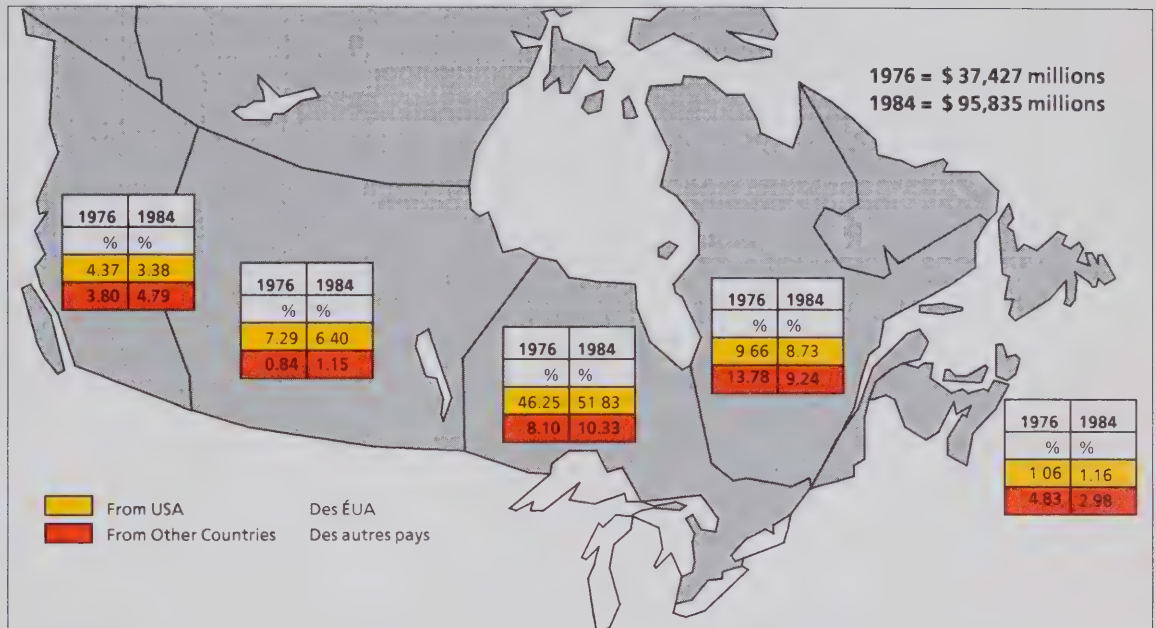 1976 = $ 37,427 millions
1984 = $ 95,835 millions
1976 1984
% %
4.37 3.38
3.80 4.79
1976 1984
% %
7.29 6 40
0.84 1.15
1976 1984
% %
46.25 51 83
8.10 10.33
1976 1984
% %
9 66 8.73
13.78 9.24
1976 1984
% %
1 06 1.16
4.83 2.98
From USA Des ÉUA
From Other Countries Des autres pays